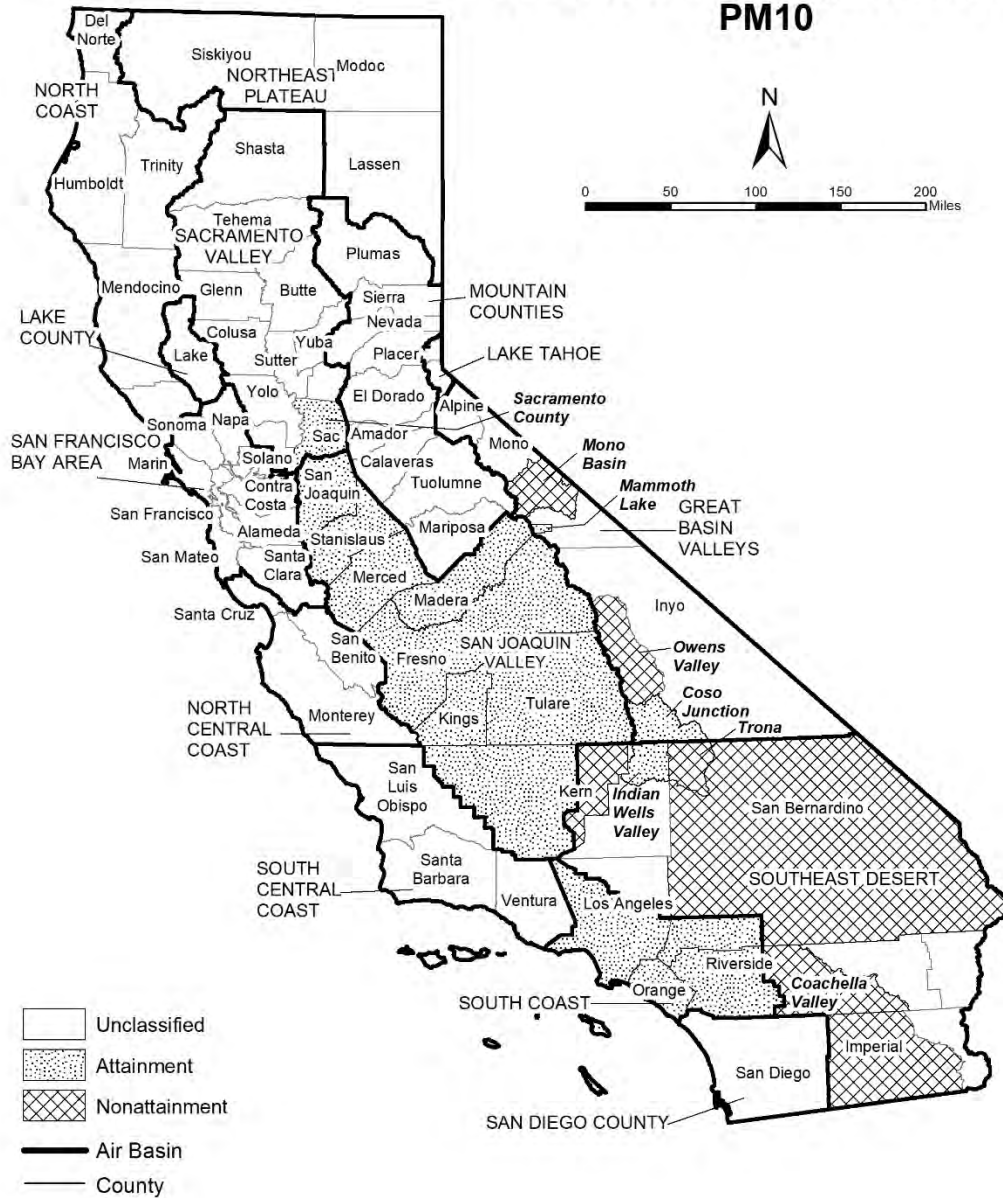 PM10
N
0 50 100 150 200
Miles
Del
Norte
Siskiyou
Modoc
NORTHEAST
PLATEAU
NORTH
COAST
Shasta
Trinity
Lassen
Humboldt
Tehema
SACRAMENTO
VALLEY
Plumas
Mendocino
Glenn
Butte
Sierra
MOUNTAIN
COUNTIES
Nevada
LAKE
COUNTY
Colusa
Yuba
Lake
Sutter
Placer
LAKE TAHOE
Yolo
El Dorado
Alpine
Sacramento
County
Sonoma
Napa
Sac
Amador
Mono
SAN FRANCISCO
BAY AREA
Marin
Solano
Calaveras
Mono
Basin
Contra
Costa
San
Joaquin
Tuolumne
Mammoth
Lake
San Francisco
Alameda
Stanislaus
Mariposa
GREAT
BASIN
VALLEYS
San Mateo
Santa
Clara
Merced
Madera
Santa Cruz
Inyo
San
Benito
Fresno
SAN JOAQUIN
VALLEY
Owens
Valley
Monterey
Kings
Tulare
Coso
Junction
NORTH
CENTRAL
COAST
Trona
San
Luis
Obispo
Kern
Indian
Wells
Valley
San Bernardino
SOUTH
CENTRAL
COAST
Santa
Barbara
Ventura
Los Angeles
SOUTHEAST DESERT
Riverside
Orange
Coachella
Valley
SOUTH COAST
Imperial
San Diego
SAN DIEGO COUNTY
Unclassified
Attainment
Nonattainment
Air Basin
County